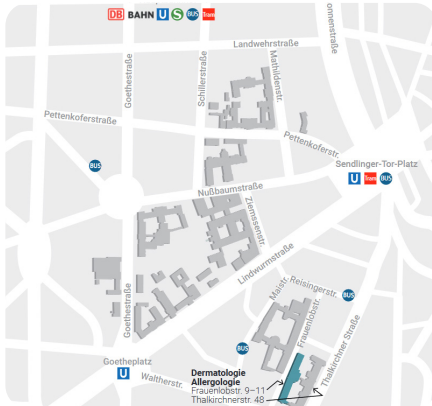 DB BAHN U S BUS Tram
onnenstraße
Landwehrstraße
Goethestraße
Schillerstraße
Mathildenstr.
Pettenkoferstraße
Pettenkoferstr.
Sendlinger-Tor-Platz
U Tram BUS
BUS
Nußbaumstraße
Ziemssenstr.
Lindwurmstraße
Goethestraße
Maistr.
Reisingerstr.
BUS
Frauenlobstr.
Thalkirchner Straße
BUS
Goetheplatz
U
Waltherstr.
Dermatologie
Allergologie
Frauenlobstr. 9–11
Thalkirchnerstr. 48